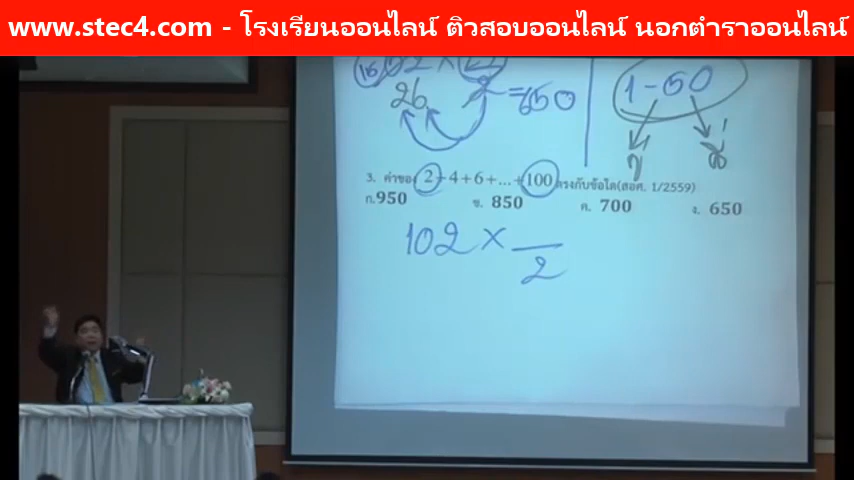 www.stec4.com - โรงเรียนออนไลน์ ติวสอบออนไลน์ นอกตำราออนไลน์
26 2 = 650
1-50
คู่ คี่
3. ค่าของ 2+4+6+...+100 ตรงกับข้อใด(สอศ. 1/2559)
ก.950 ข. 850 ค. 700 ง. 650
102 ×
2